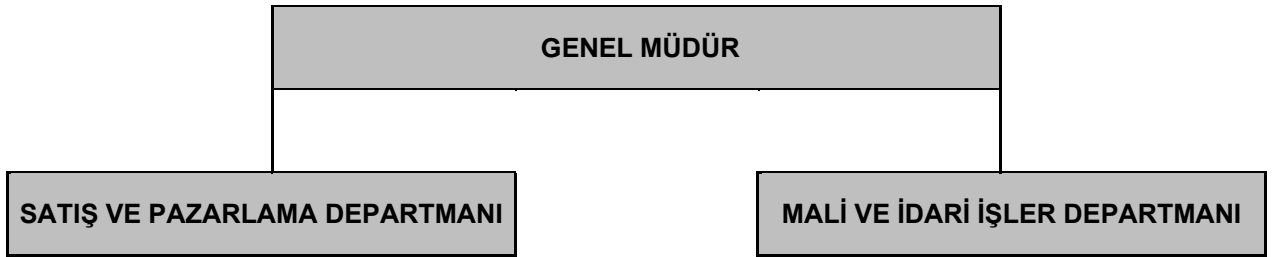 GENEL MÜDÜR
SATIŞ VE PAZARLAMA DEPARTMANI
MALİ VE İDARİ İŞLER DEPARTMANI